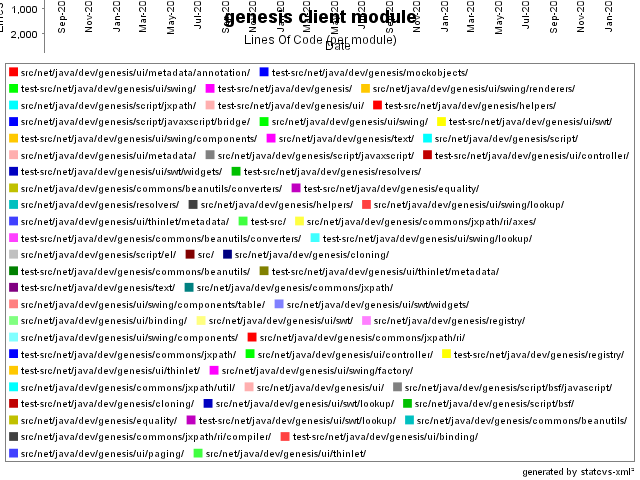 genesis client module
Lines Of Code (per module)
Lines
1,000
2,000
Sep-20 Nov-20 Jan-20 Mar-20 May-20 Jul-20 Sep-20 Nov-20 Jan-20 Mar-20 May-20 Jul-20 Sep-20 Nov-20 Jan-20 Mar-20 May-20 Jul-20 Sep-20 Nov-20 Jan-20
Date
src/net/java/dev/genesis/ui/metadata/annotation/ test-src/net/java/dev/genesis/mockobjects/
test-src/net/java/dev/genesis/ui/swing/ test-src/net/java/dev/genesis/ src/net/java/dev/genesis/ui/swing/renderers/
src/net/java/dev/genesis/script/jxpath/ test-src/net/java/dev/genesis/ui/ test-src/net/java/dev/genesis/helpers/
src/net/java/dev/genesis/script/javaxscript/bridge/ src/net/java/dev/genesis/ui/swing/ test-src/net/java/dev/genesis/ui/swt/
test-src/net/java/dev/genesis/ui/swing/components/ src/net/java/dev/genesis/text/ src/net/java/dev/genesis/script/
src/net/java/dev/genesis/ui/metadata/ src/net/java/dev/genesis/script/javaxscript/ test-src/net/java/dev/genesis/ui/controller/
test-src/net/java/dev/genesis/ui/swt/widgets/ test-src/net/java/dev/genesis/resolvers/
src/net/java/dev/genesis/commons/beanutils/converters/ test-src/net/java/dev/genesis/equality/
src/net/java/dev/genesis/resolvers/ src/net/java/dev/genesis/helpers/ src/net/java/dev/genesis/ui/swing/lookup/
src/net/java/dev/genesis/ui/thinlet/metadata/ test-src/ src/net/java/dev/genesis/commons/jxpath/ri/axes/
test-src/net/java/dev/genesis/commons/beanutils/converters/ test-src/net/java/dev/genesis/ui/swing/lookup/
src/net/java/dev/genesis/script/el/ src/ src/net/java/dev/genesis/cloning/
test-src/net/java/dev/genesis/commons/beanutils/ test-src/net/java/dev/genesis/ui/thinlet/metadata/
test-src/net/java/dev/genesis/text/ src/net/java/dev/genesis/commons/jxpath/
src/net/java/dev/genesis/ui/swing/components/table/ src/net/java/dev/genesis/ui/swt/widgets/
src/net/java/dev/genesis/ui/binding/ src/net/java/dev/genesis/ui/swt/ src/net/java/dev/genesis/registry/
src/net/java/dev/genesis/ui/swing/components/ src/net/java/dev/genesis/commons/jxpath/ri/
test-src/net/java/dev/genesis/commons/jxpath/ src/net/java/dev/genesis/ui/controller/ test-src/net/java/dev/genesis/registry/
test-src/net/java/dev/genesis/ui/thinlet/ src/net/java/dev/genesis/ui/swing/factory/
src/net/java/dev/genesis/commons/jxpath/util/ src/net/java/dev/genesis/ui/ src/net/java/dev/genesis/script/bsf/javascript/
test-src/net/java/dev/genesis/cloning/ src/net/java/dev/genesis/ui/swt/lookup/ src/net/java/dev/genesis/script/bsf/
src/net/java/dev/genesis/equality/ test-src/net/java/dev/genesis/ui/swt/lookup/ src/net/java/dev/genesis/commons/beanutils/
src/net/java/dev/genesis/commons/jxpath/ri/compiler/ test-src/net/java/dev/genesis/ui/binding/
src/net/java/dev/genesis/ui/paging/ src/net/java/dev/genesis/ui/thinlet/
generated by statcvs-xml²